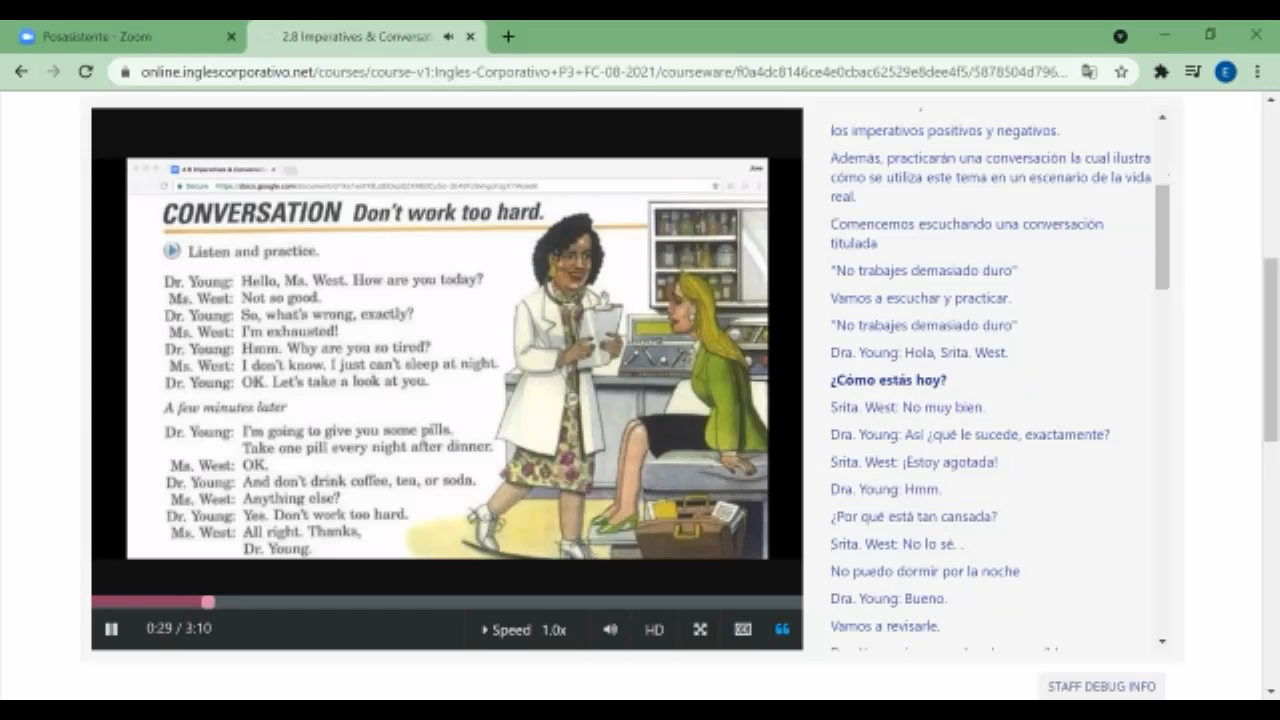 Posasistente - Zoom
2.8 Imperatives & Conversati
online.inglescorporativo.net/courses/course-v1:Ingles-Corporativo+P3+FC-08-2021/courseware/f0a4dc8146ce4e0cbac62529e8dee4f5/5878504d796...
E
2.8 Imperatives & Conversati
Secure
CONVERSATION Don't work too hard.
Listen and practice.
Dr. Young: Hello, Ms. West. How are you today?
Ms. West: Not so good.
Dr. Young: So, what's wrong, exactly?
Ms. West: I'm exhausted!
Dr. Young: Hmm. Why are you so tired?
Ms. West: I don't know. I just can't sleep at night.
Dr. Young: OK. Let's take a look at you.
A few minutes later
Dr. Young: I'm going to give you some pills.
Take one pill every night after dinner.
Ms. West: OK.
Dr. Young: And don't drink coffee, tea, or soda.
Ms. West: Anything else?
Dr. Young: Yes. Don't work too hard.
Ms. West: All right. Thanks,
Dr. Young.
0:29 / 3:10
Speed 1.0x
HD
los imperativos positivos y negativos.
Además, practicarán una conversación la cual ilustra
cómo se utiliza este tema en un escenario de la vida
real.
Comencemos escuchando una conversación
titulada
"No trabajes demasiado duro"
Vamos a escuchar y practicar.
"No trabajes demasiado duro"
Dra. Young: Hola, Srita. West.
¿Cómo estás hoy?
Srita. West: No muy bien.
Dra. Young: Así ¿qué le sucede, exactamente?
Srita. West: ¡Estoy agotada!
Dra. Young: Hmm.
¿Por qué está tan cansada?
Srita. West: No lo sé. .
No puedo dormir por la noche
Dra. Young: Bueno.
Vamos a revisarle.
STAFF DEBUG INFO